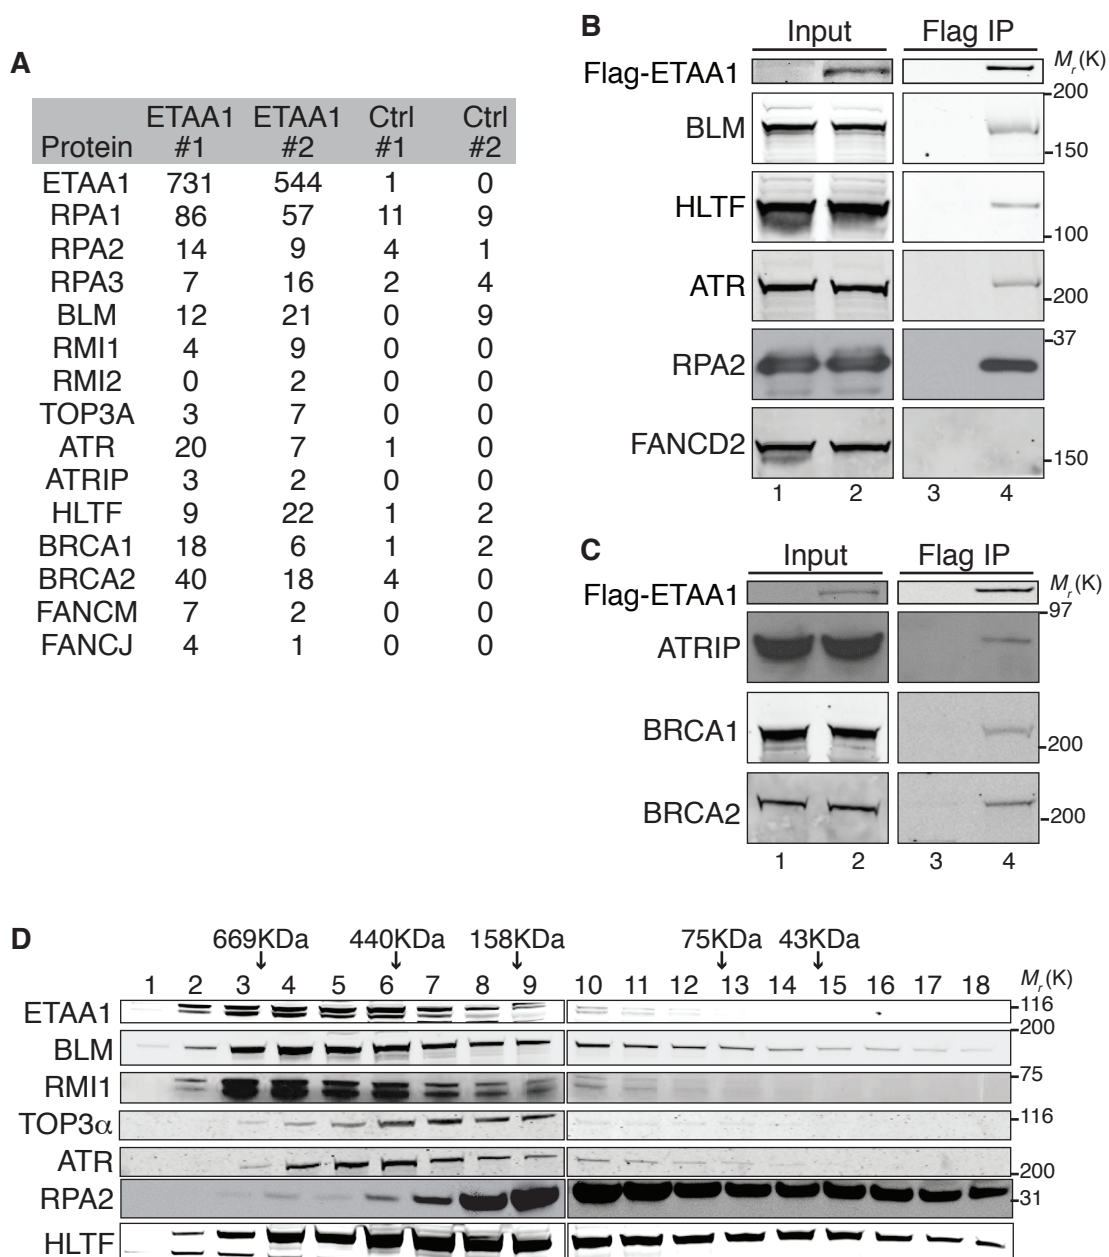 A
ETAA1 ETAA1 Ctrl Ctrl
Protein #1 #2 #1 #2
ETAA1 731 544 1 0
RPA1 86 57 11 9
RPA2 14 9 4 1
RPA3 7 16 2 4
BLM 12 21 0 9
RMI1 4 9 0 0
RMI2 0 2 0 0
TOP3A 3 7 0 0
ATR 20 7 1 0
ATRIP 3 2 0 0
HLTF 9 22 1 2
BRCA1 18 6 1 2
BRCA2 40 18 4 0
FANCM 7 2 0 0
FANCJ 4 1 0 0
B
Input Flag IP
Flag-ETAA1 Mr(K)
-200
BLM
-150
HLTF
-100
ATR
-200
-37
RPA2
FANCD2
-150
1 2 3 4
C
Input Flag IP
Flag-ETAA1 Mr(K)
-97
ATRIP
BRCA1
-200
BRCA2
-200
1 2 3 4
D
669KDa 440KDa 158KDa 75KDa 43KDa
↓ ↓ ↓ ↓ ↓
1 2 3 4 5 6 7 8 9 10 11 12 13 14 15 16 17 18 Mr(K)
ETAA1 -116
-200
BLM
RMI1 -75
TOP3α -116
ATR -200
RPA2 -31
HLTF